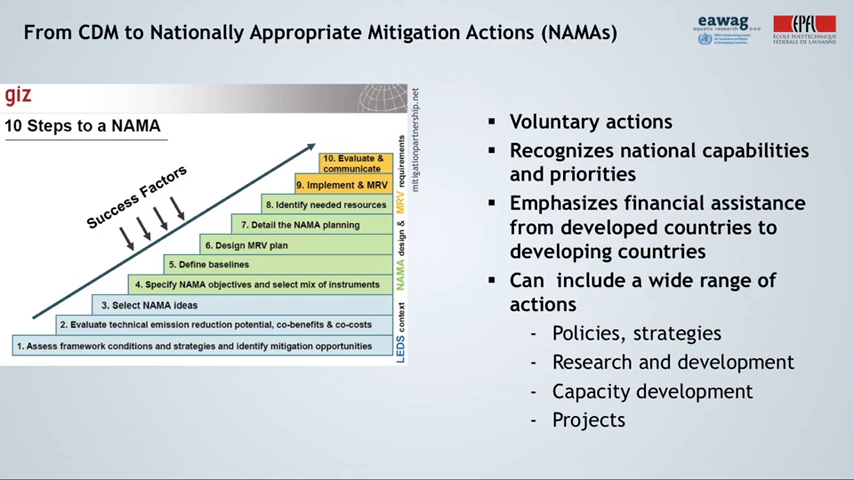 From CDM to Nationally Appropriate Mitigation Actions (NAMAs)
eawag
aquatic research
EPFL
ECOLE POLYTECHNIQUE
FÉDÉRALE DE LAUSANNE
giz
10 Steps to a NAMA
Success Factors
10. Evaluate &
communicate
9. Implement & MRV
8. Identify needed resources
7. Detail the NAMA planning
6. Design MRV plan
5. Define baselines
4. Specify NAMA objectives and select mix of instruments
3. Select NAMA ideas
2. Evaluate technical emission reduction potential, co-benefits & co-costs
1. Assess framework conditions and strategies and identify mitigation opportunities
LEDS context
NAMA design &
MRV requirements
mitigationpartnership.net
▪ Voluntary actions
▪ Recognizes national capabilities
and priorities
▪ Emphasizes financial assistance
from developed countries to
developing countries
▪ Can include a wide range of
actions
- Policies, strategies
- Research and development
- Capacity development
- Projects